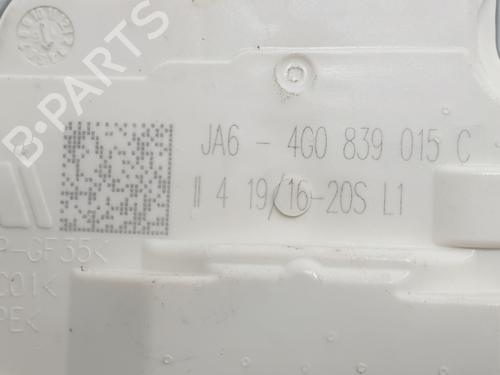 JA6 - 4G0 839 015 C
II 4 19/16-20S L1
P-GF35<
C01<
PE<
B-PARTS